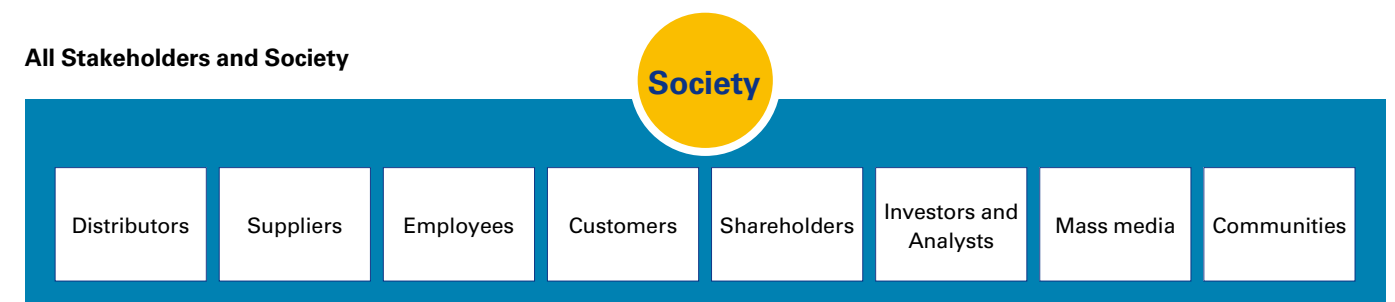 All Stakeholders and Society
Society
Distributors
Suppliers
Employees
Customers
Shareholders
Investors and
Analysts
Mass media
Communities